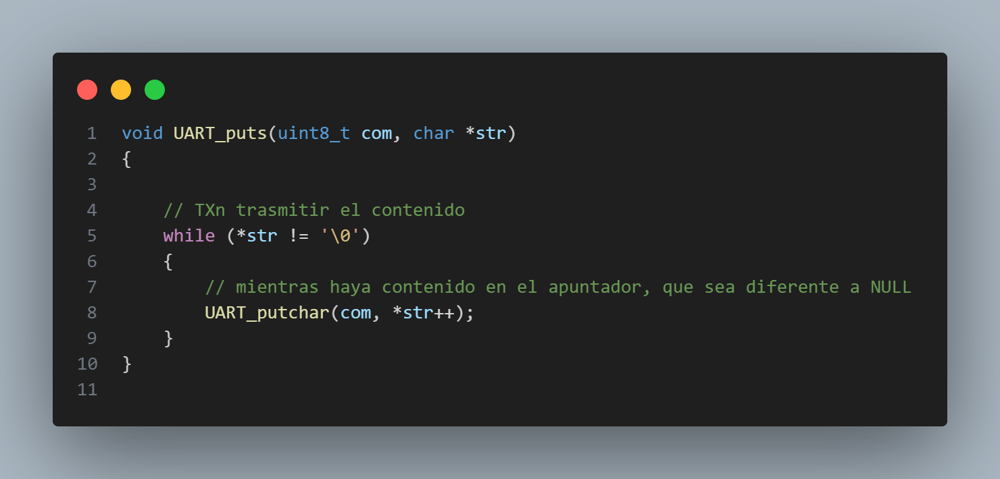 1 void UART_puts(uint8_t com, char *str)
2 {
3
4     // TXn trasmitir el contenido
5     while (*str != '\0')
6     {
7         // mientras haya contenido en el apuntador, que sea diferente a NULL
8         UART_putchar(com, *str++);
9     }
10 }
11